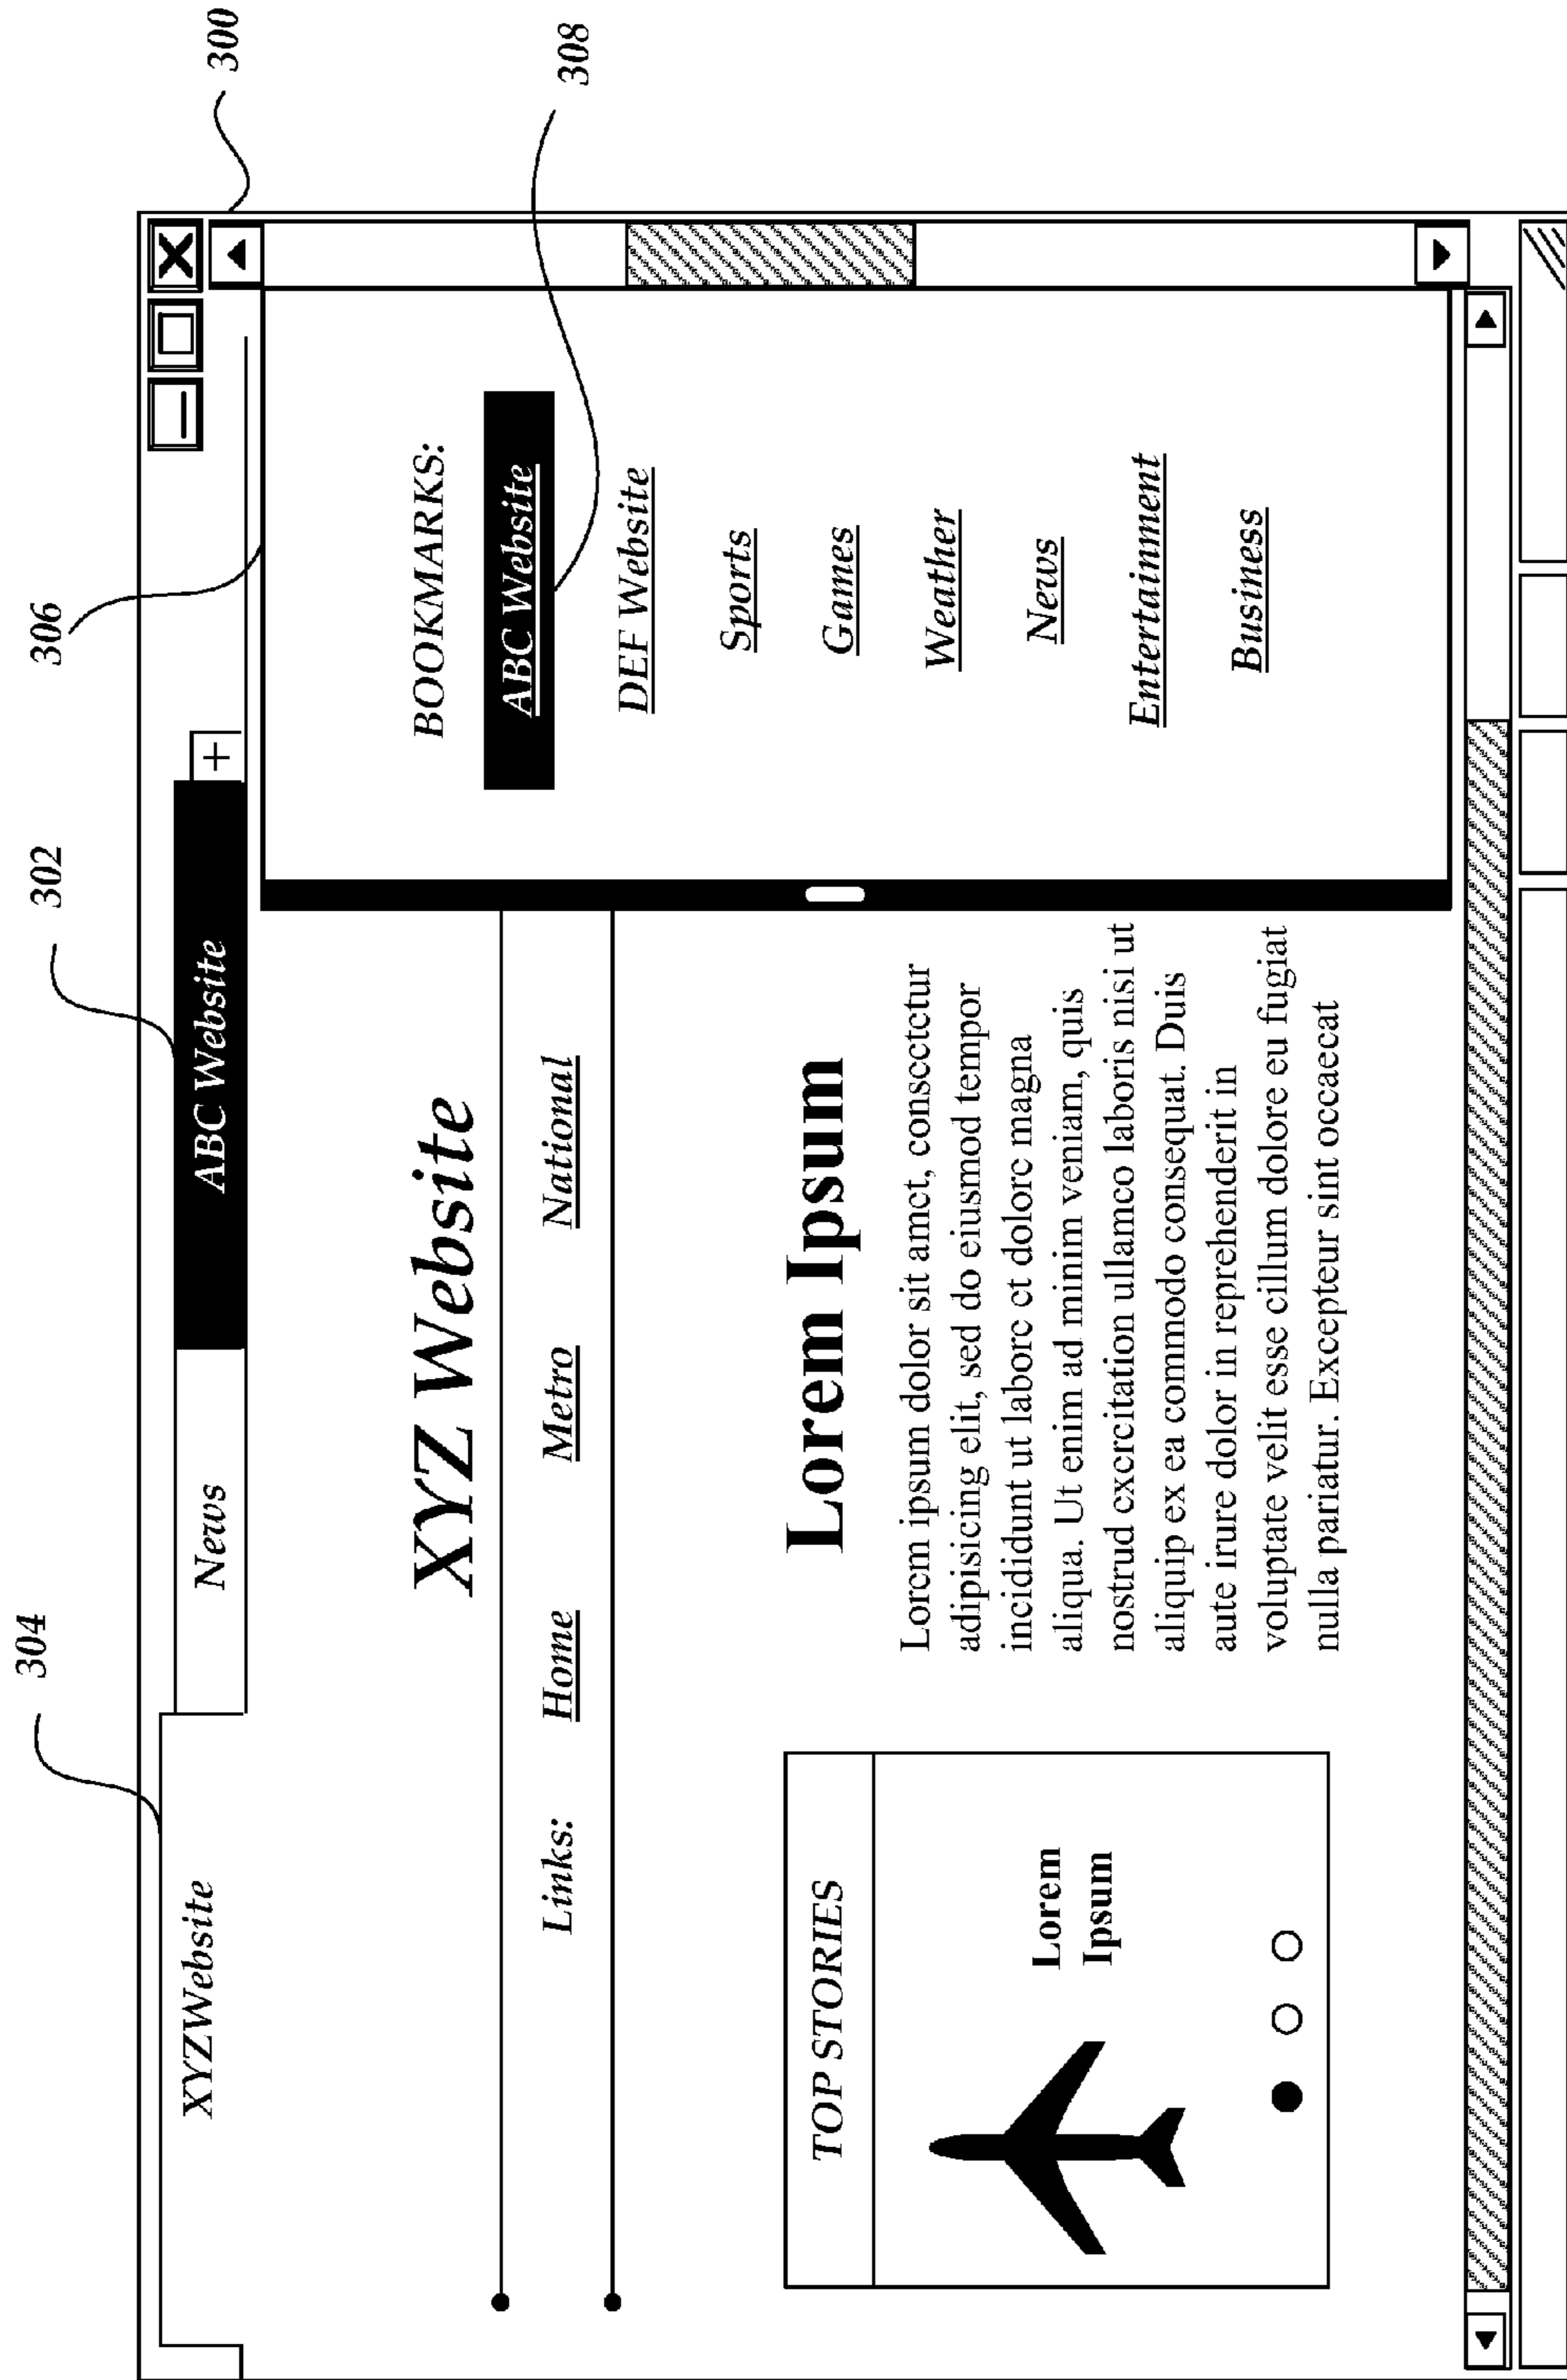 304
302
306
300
308
XYZWebsite
News
ABC Website
+
XYZ Website
Links: Home Metro National
TOP STORIES
Lorem
Ipsum
Lorem Ipsum
Lorem ipsum dolor sit amet, consectetur
adipisicing elit, sed do eiusmod tempor
incididunt ut labore et dolore magna
aliqua. Ut enim ad minim veniam, quis
nostrud exercitation ullamco laboris nisi ut
aliquip ex ea commodo consequat. Duis
aute irure dolor in reprehenderit in
voluptate velit esse cillum dolore eu fugiat
nulla pariatur. Excepteur sint occaecat
BOOKMARKS:
ABC Website
DEF Website
Sports
Games
Weather
News
Entertainment
Business